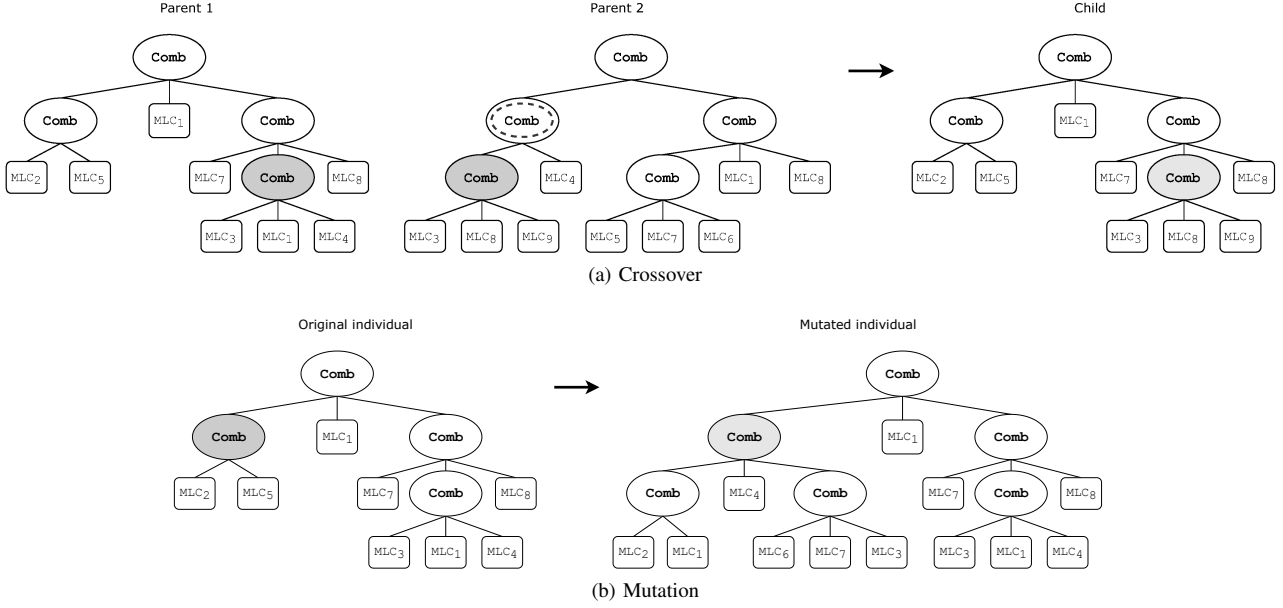 Parent 1 Parent 2 Child
Comb Comb Comb
Comb MLC1 Comb Comb Comb Comb MLC1 Comb
MLC2 MLC5 MLC7 Comb MLC8 Comb MLC4 Comb MLC1 MLC8 MLC2 MLC5 MLC7 Comb MLC8
MLC3 MLC1 MLC4 MLC3 MLC8 MLC9 MLC5 MLC7 MLC6 MLC3 MLC8 MLC9
(a) Crossover
Original individual Mutated individual
Comb Comb
Comb MLC1 Comb Comb MLC1 Comb
MLC2 MLC5 MLC7 Comb MLC8 Comb MLC4 Comb MLC7 Comb MLC8
MLC3 MLC1 MLC4 MLC2 MLC1 MLC6 MLC7 MLC3 MLC3 MLC1 MLC4
(b) Mutation